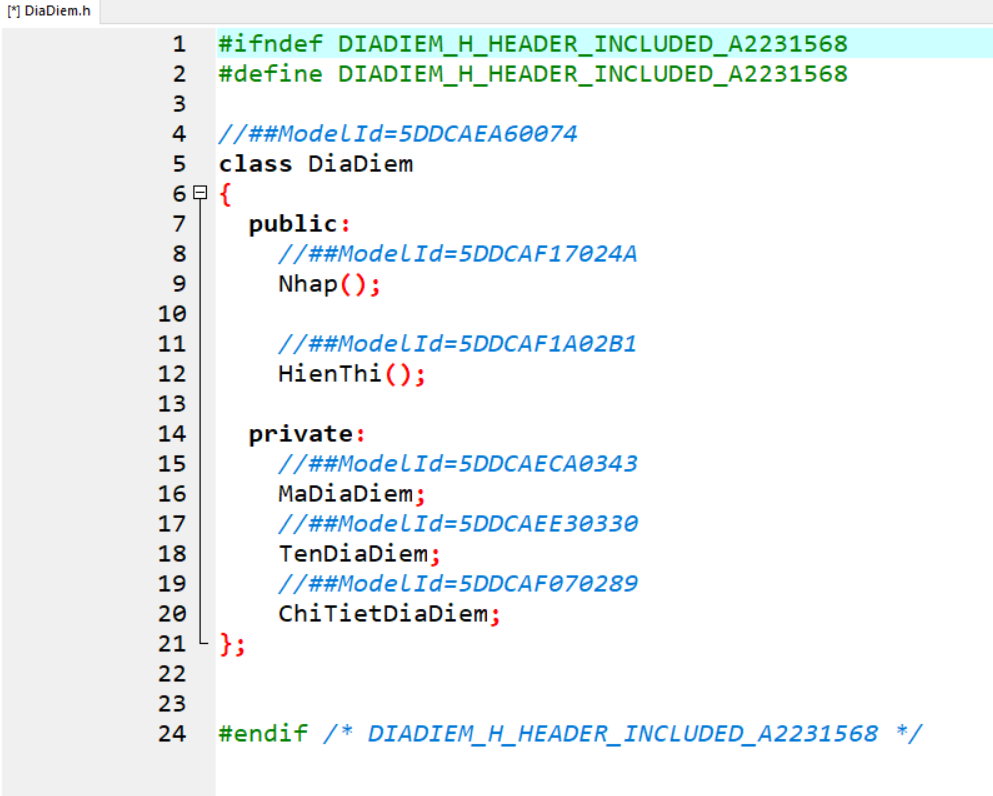 [*] DiaDiem.h
1 #ifndef DIADIEM_H_HEADER_INCLUDED_A2231568
2 #define DIADIEM_H_HEADER_INCLUDED_A2231568
3
4 //##ModelId=5DDCAEA60074
5 class DiaDiem
6 {
7 public:
8 //##ModelId=5DDCAF17024A
9 Nhap();
10
11 //##ModelId=5DDCAF1A02B1
12 HienThi();
13
14 private:
15 //##ModelId=5DDCAECA0343
16 MaDiaDiem;
17 //##ModelId=5DDCAEE30330
18 TenDiaDiem;
19 //##ModelId=5DDCAF070289
20 ChiTietDiaDiem;
21 };
22
23
24 #endif /* DIADIEM_H_HEADER_INCLUDED_A2231568 */